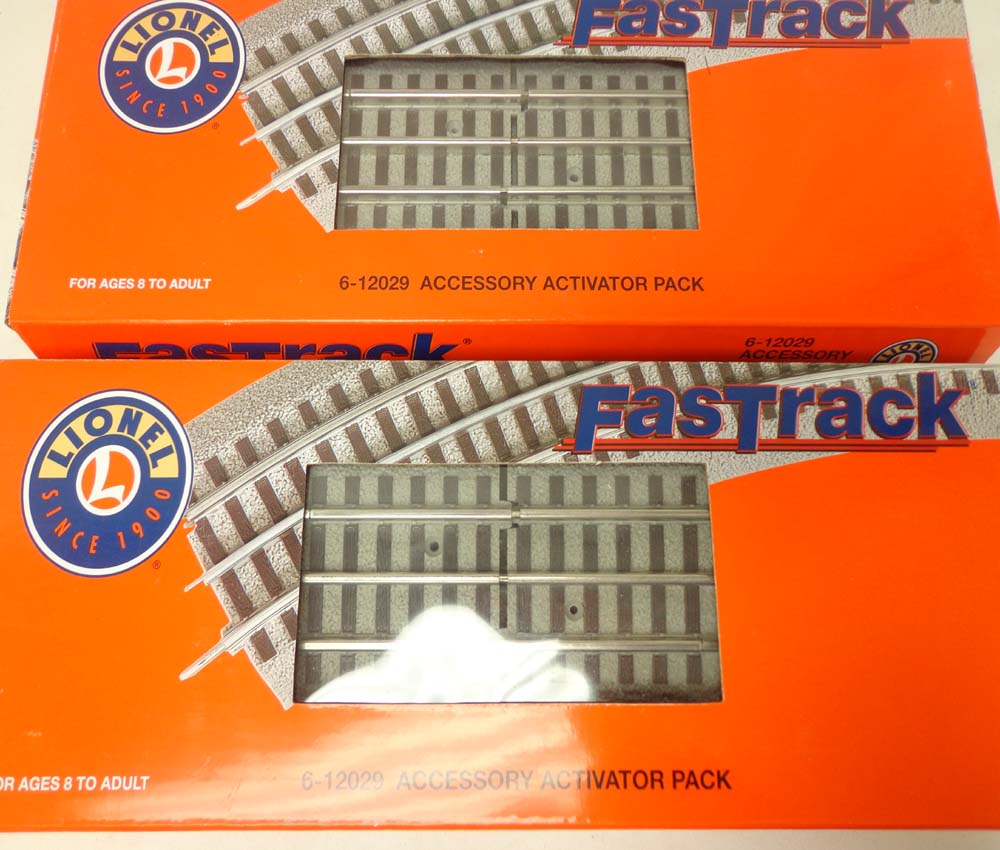 LIONEL
SINCE 1900
®
FasTrack
FOR AGES 8 TO ADULT
6-12029 ACCESSORY ACTIVATOR PACK
FasTrack®
6-12029
ACCESSORY
LIONEL
LIONEL
SINCE 1900
®
FasTrack
OR AGES 8 TO ADULT
6-12029 ACCESSORY ACTIVATOR PACK